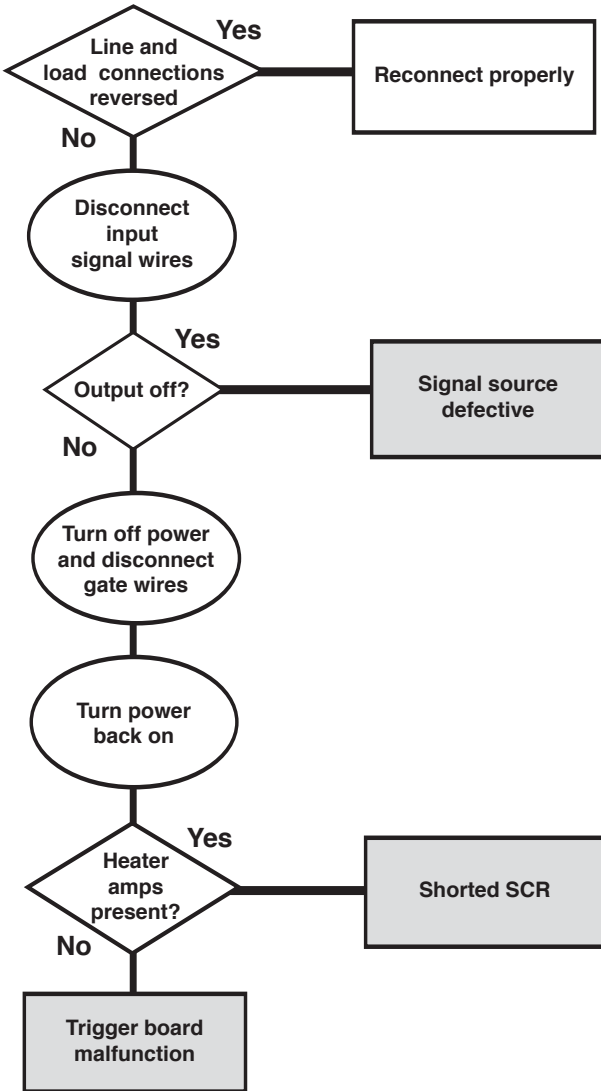 Line and
load connections
reversed
Yes
Reconnect properly
No
Disconnect
input
signal wires
Yes
Output off?
Signal source
defective
No
Turn off power
and disconnect
gate wires
Turn power
back on
Yes
Heater
amps
present?
Shorted SCR
No
Trigger board
malfunction